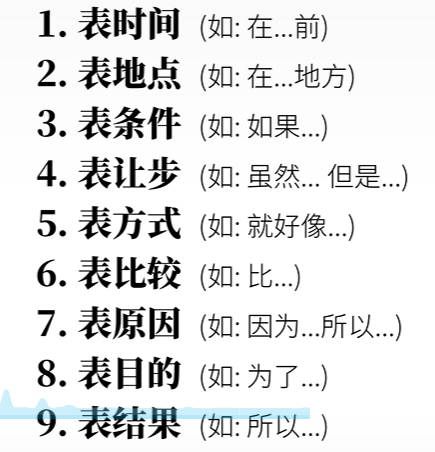 1. 表时间 (如: 在...前)
2. 表地点 (如: 在...地方)
3. 表条件 (如: 如果...)
4. 表让步 (如: 虽然... 但是...)
5. 表方式 (如: 就好像...)
6. 表比较 (如: 比...)
7. 表原因 (如: 因为...所以...)
8. 表目的 (如: 为了...)
9. 表结果 (如: 所以...)